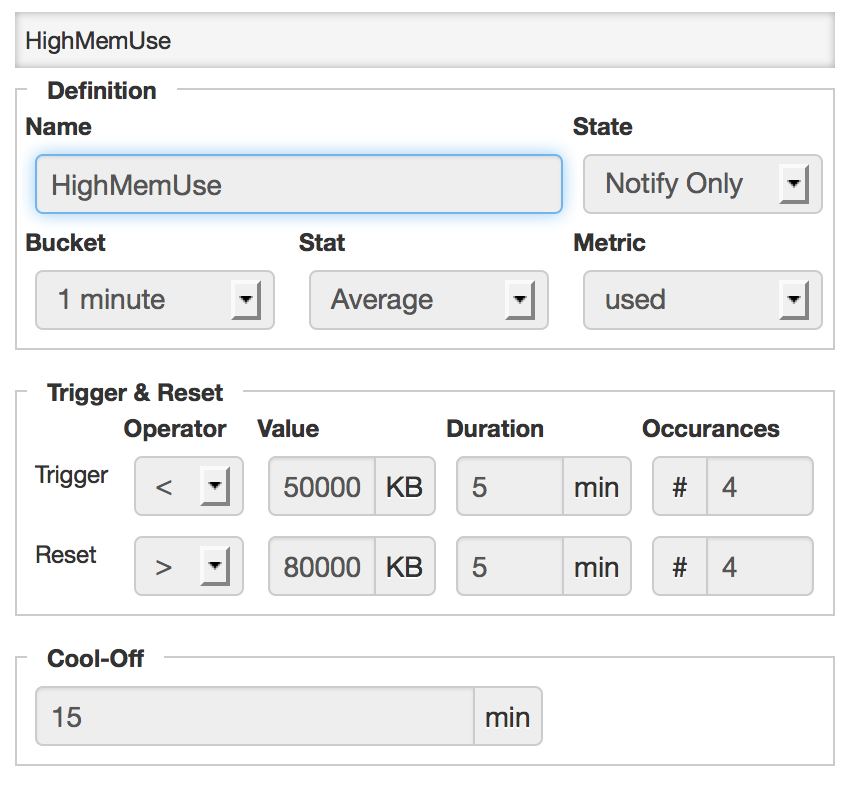 HighMemUse
Definition
Name State
HighMemUse Notify Only
Bucket Stat Metric
1 minute Average used
Trigger & Reset
Operator Value Duration Occurances
Trigger < 50000 KB 5 min # 4
Reset > 80000 KB 5 min # 4
Cool-Off
15 min